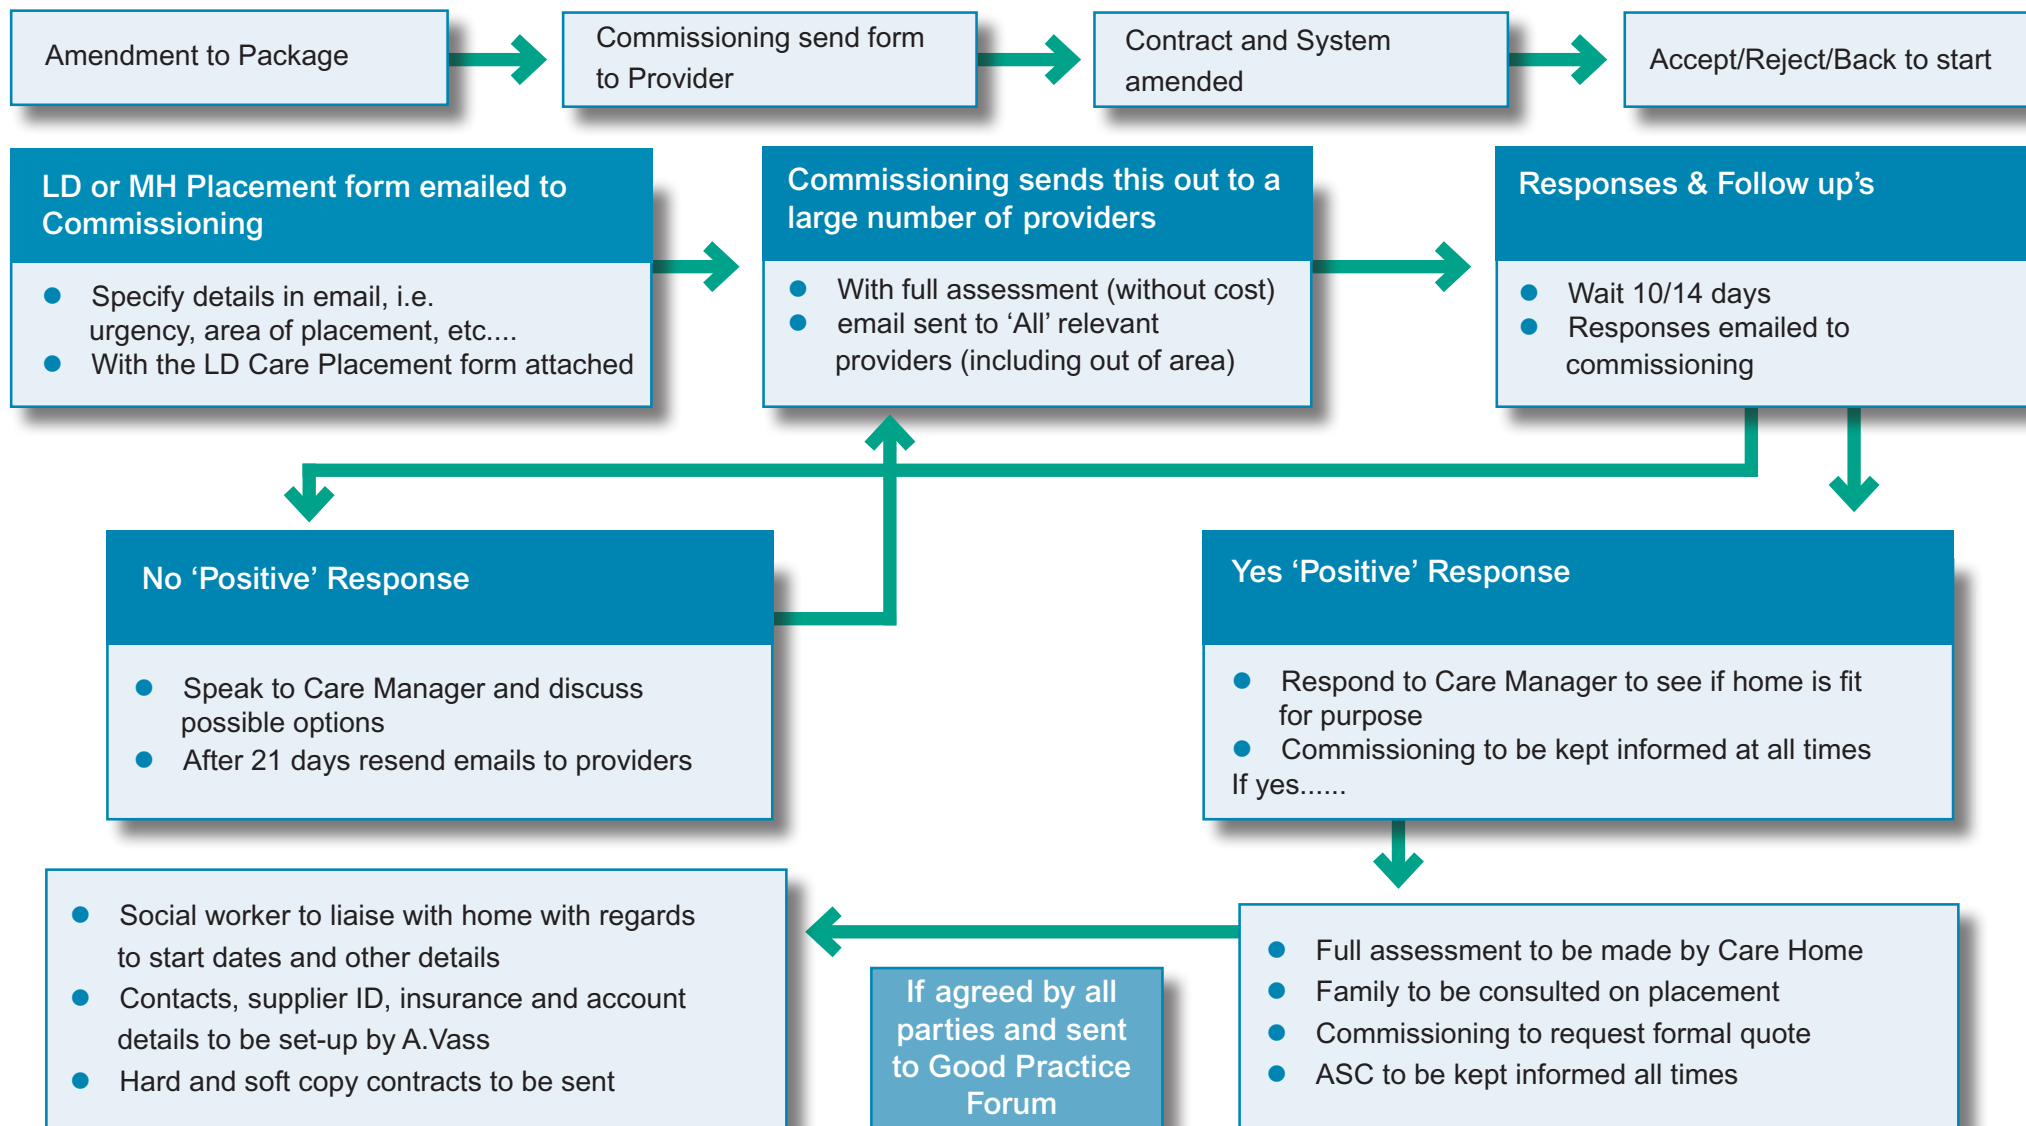 Amendment to Package
Commissioning send form
to Provider
Contract and System
amended
Accept/Reject/Back to start
LD or MH Placement form emailed to
Commissioning
Specify details in email, i.e.
urgency, area of placement, etc....
With the LD Care Placement form attached
Commissioning sends this out to a
large number of providers
With full assessment (without cost)
email sent to ‘All’ relevant
providers (including out of area)
Responses & Follow up’s
Wait 10/14 days
Responses emailed to
commissioning
No ‘Positive’ Response
Speak to Care Manager and discuss
possible options
After 21 days resend emails to providers
Yes ‘Positive’ Response
Respond to Care Manager to see if home is fit
for purpose
Commissioning to be kept informed at all times
If yes......
Social worker to liaise with home with regards
to start dates and other details
Contacts, supplier ID, insurance and account
details to be set-up by A.Vass
Hard and soft copy contracts to be sent
If agreed by all
parties and sent
to Good Practice
Forum
Full assessment to be made by Care Home
Family to be consulted on placement
Commissioning to request formal quote
ASC to be kept informed all times